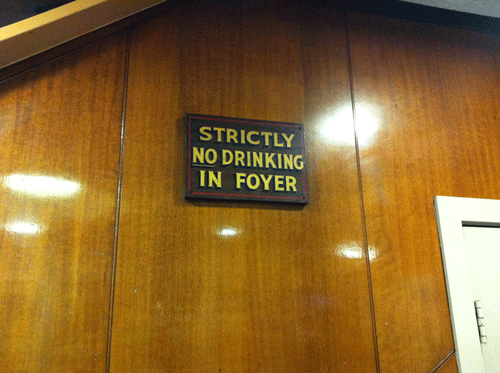 STRICTLY
NO DRINKING
IN FOYER